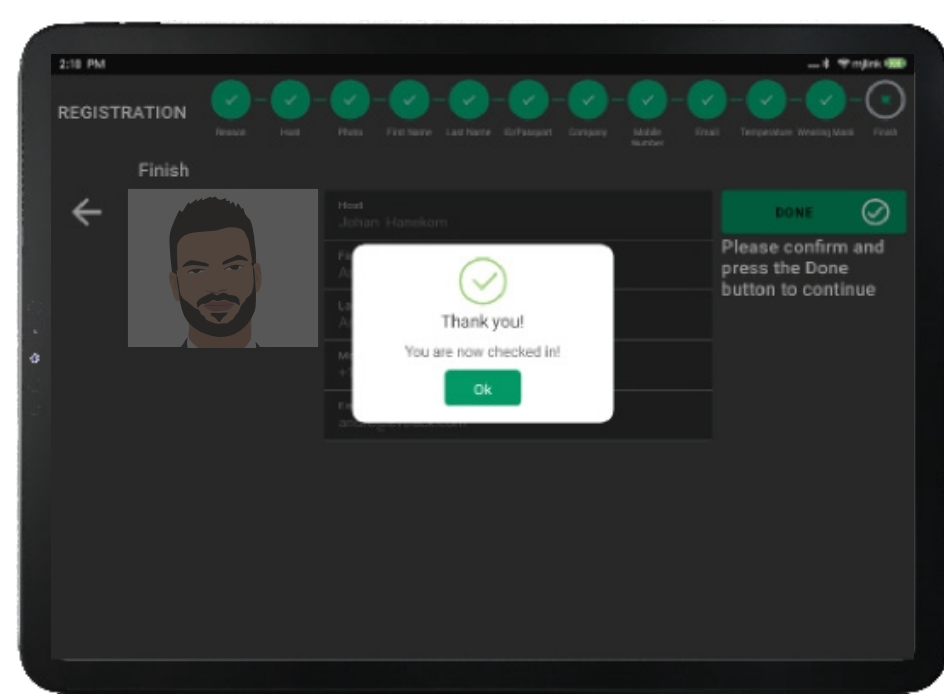 2:18 PM
mjlink
REGISTRATION
Reason
Host
Photo
First Name
Last Name
ID/Passport
Company
Mobile
Number
Email
Temperature
Wearing Mask
Finish
Finish
Host
Johan Hanekom
DONE
Please confirm and
press the Done
button to continue
Thank you!
You are now checked in!
Ok